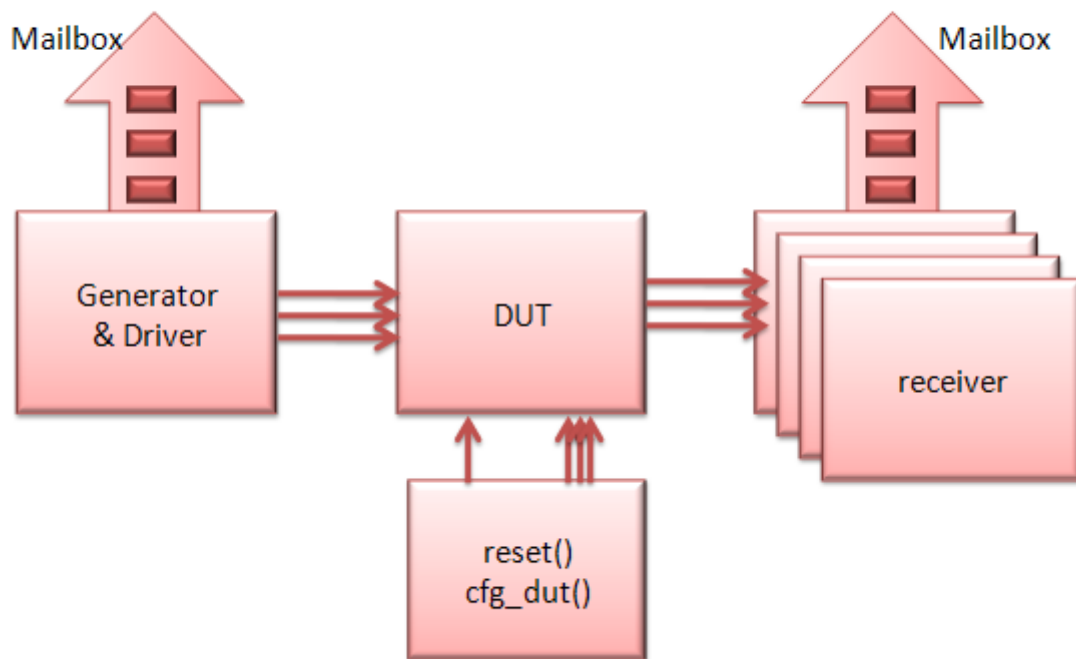 Mailbox
Mailbox
Generator
& Driver
DUT
receiver
reset()
cfg_dut()